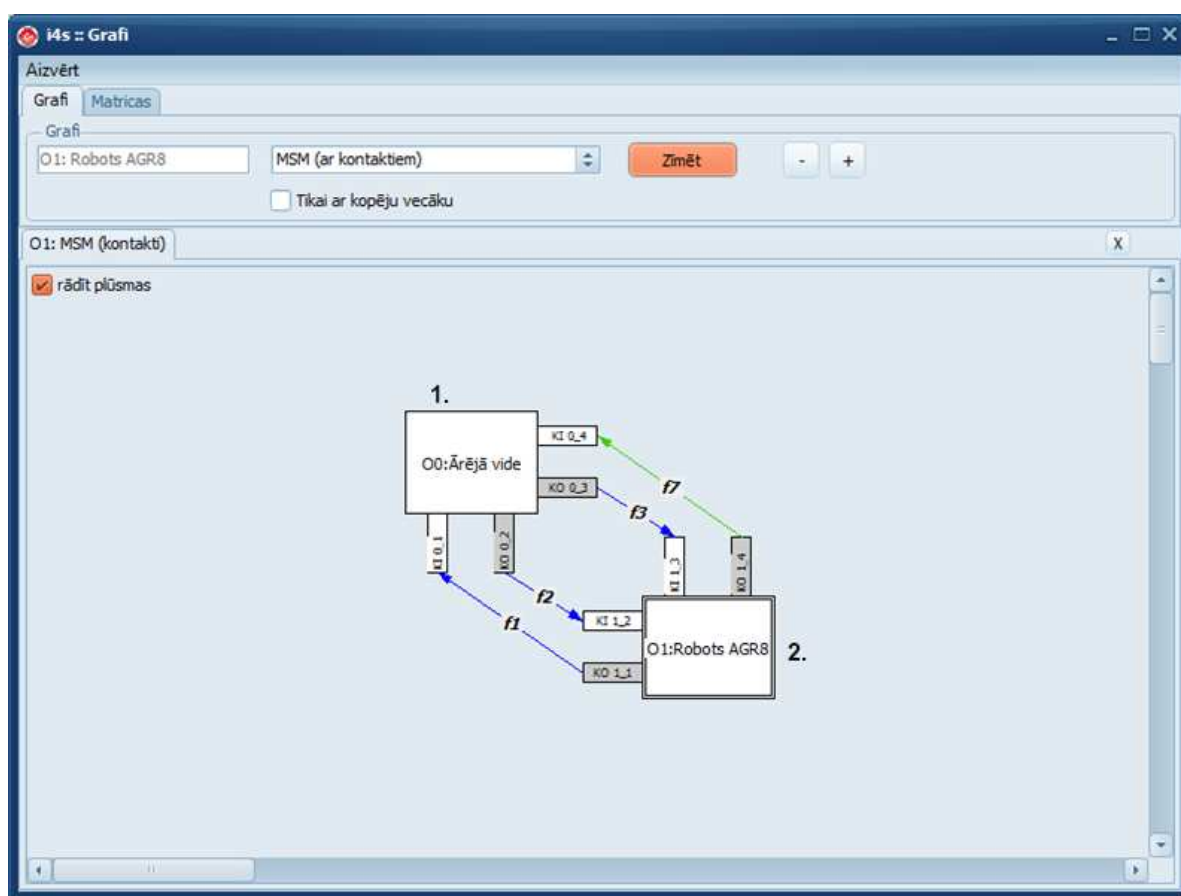 i4s :: Grafi
Aizvērt
Grafi Matricas
Grafi
O1: Robots AGR8 MSM (ar kontaktiem) Zīmēt - +
Tikai ar kopēju vecāku
O1: MSM (kontakti) X
rādīt plūsmas
1.
O0:Ārējā vide
KI 0_4
KO 0_3
KI 0_1
KO 0_2
f7
f3
f2
f1
KI 1_3
KO 1_4
KI 1_2
KO 1_1
O1:Robots AGR8
2.